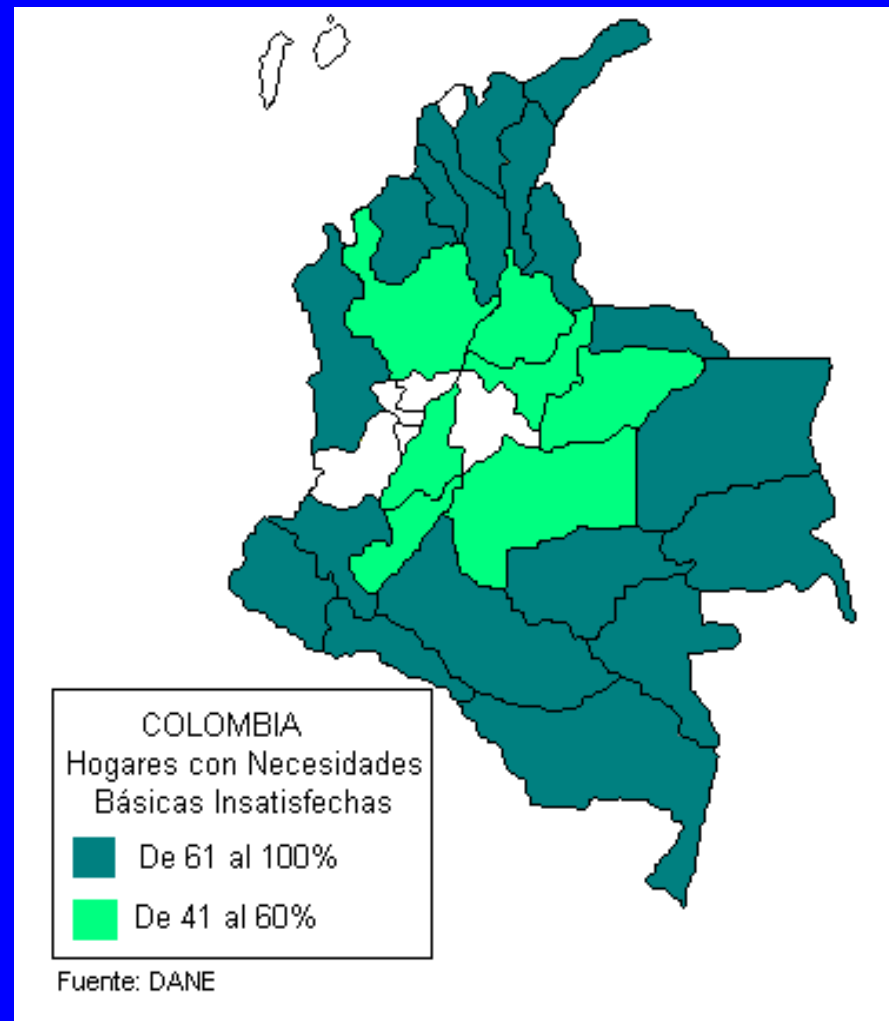 COLOMBIA
Hogares con Necesidades
Básicas Insatisfechas
De 61 al 100%
De 41 al 60%
Fuente: DANE